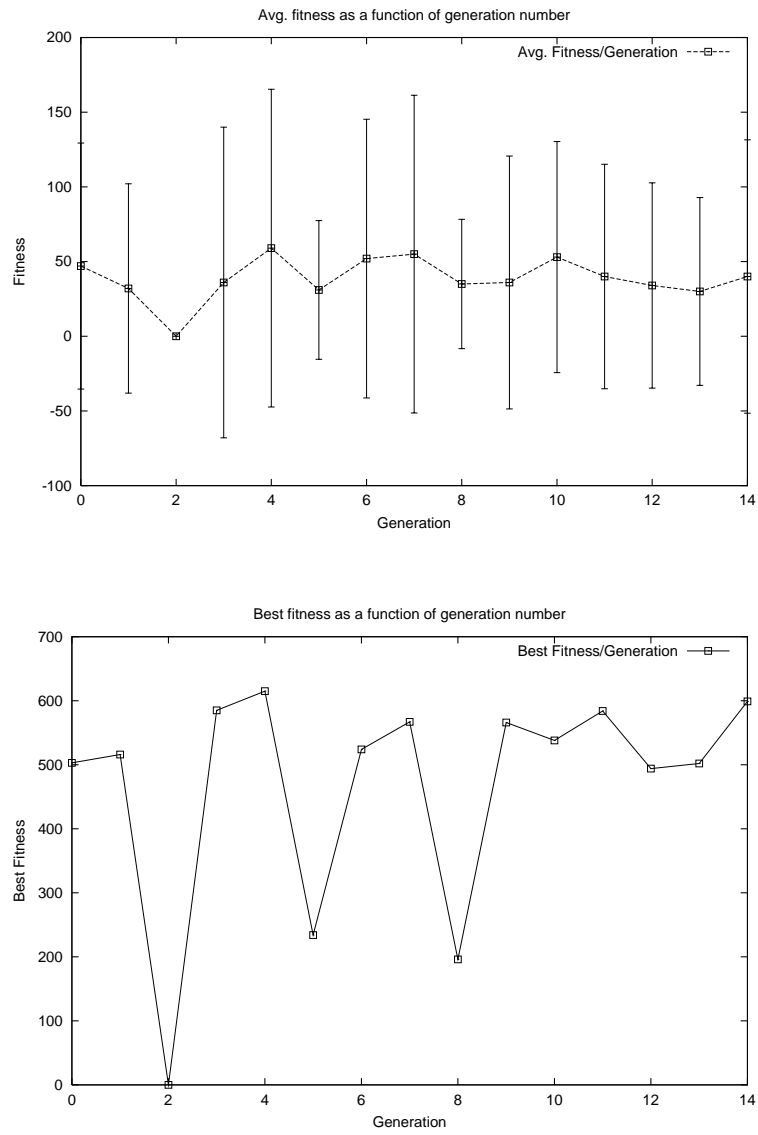 Avg. fitness as a function of generation number
200
150
100
50
0
-50
-100
Fitness
Avg. Fitness/Generation
0 2 4 6 8 10 12 14
Generation
Best fitness as a function of generation number
700
600
500
400
300
200
100
0
Best Fitness
Best Fitness/Generation
0 2 4 6 8 10 12 14
Generation